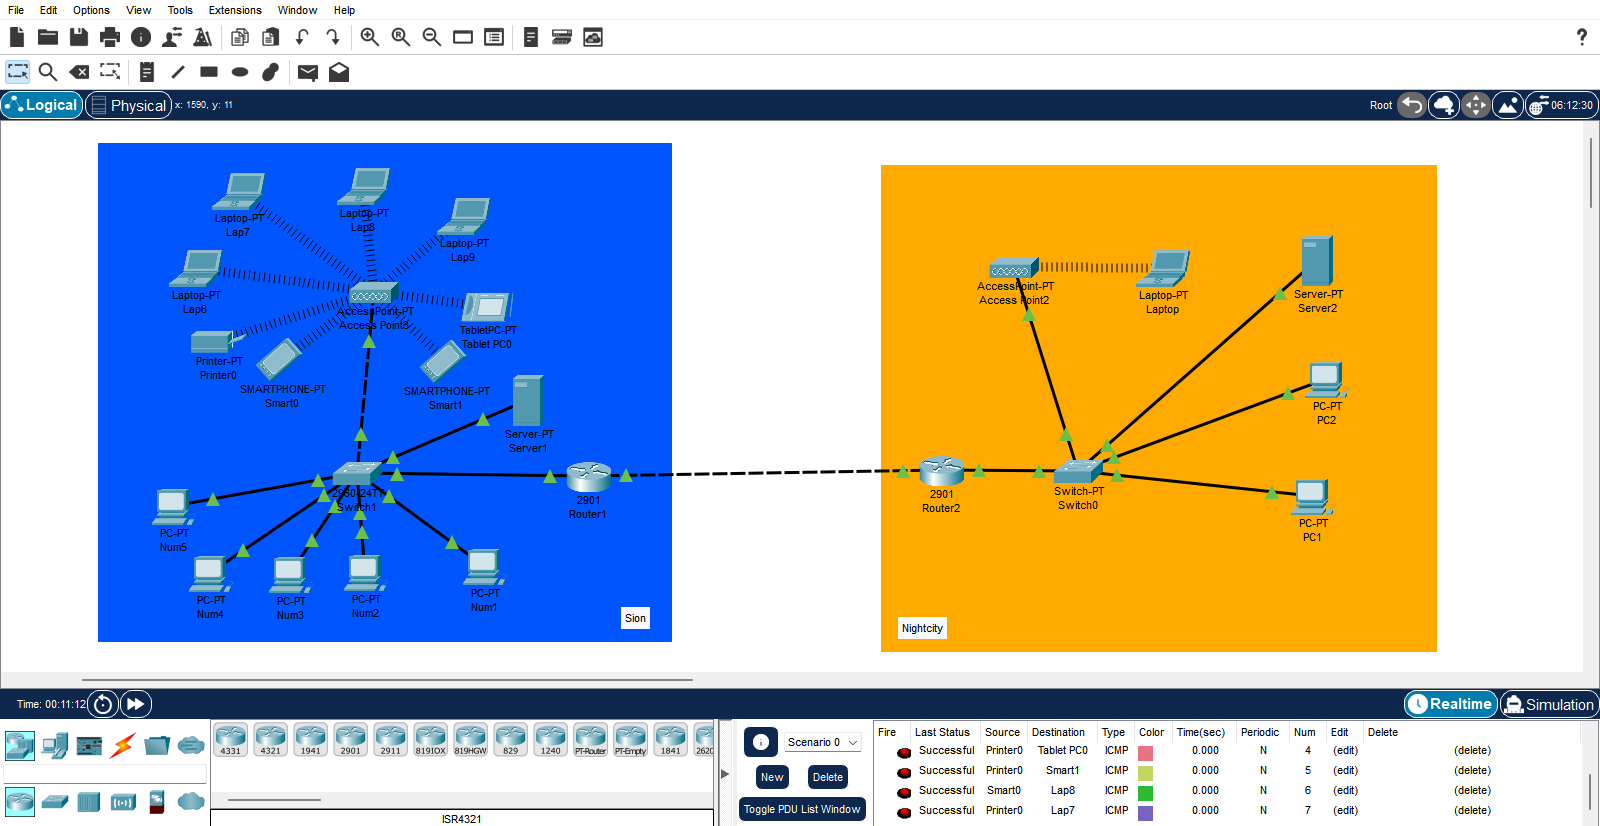 File Edit Options View Tools Extensions Window Help
?
Logical Physical x: 1590, y: 11 Root 06:12:30
Laptop-PT
Lap7
Laptop-PT
Lap8
Laptop-PT
Lap9
Laptop-PT
Lap6
AccessPoint-PT
Access Point3
TabletPC-PT
Tablet PC0
Printer-PT
Printer0
SMARTPHONE-PT
Smart0
SMARTPHONE-PT
Smart1
Server-PT
Server1
2960-24TT
Switch1
2901
Router1
PC-PT
Num5
PC-PT
Num4
PC-PT
Num3
PC-PT
Num2
PC-PT
Num1
Sion
AccessPoint-PT
Access Point2
Laptop-PT
Laptop
Server-PT
Server2
PC-PT
PC2
2901
Router2
Switch-PT
Switch0
PC-PT
PC1
Nightcity
Time: 00:11:12 Realtime Simulation
4331 4321 1941 2901 2911 819IOX 819HGW 829 1240 PT-Router PT-Empty 1841 2620
ISR4321
Scenario 0
New Delete
Toggle PDU List Window
Fire Last Status Source Destination Type Color Time(sec) Periodic Num Edit Delete
Successful Printer0 Tablet PC0 ICMP 0.000 N 4 (edit) (delete)
Successful Printer0 Smart1 ICMP 0.000 N 5 (edit) (delete)
Successful Smart0 Lap8 ICMP 0.000 N 6 (edit) (delete)
Successful Printer0 Lap7 ICMP 0.000 N 7 (edit) (delete)